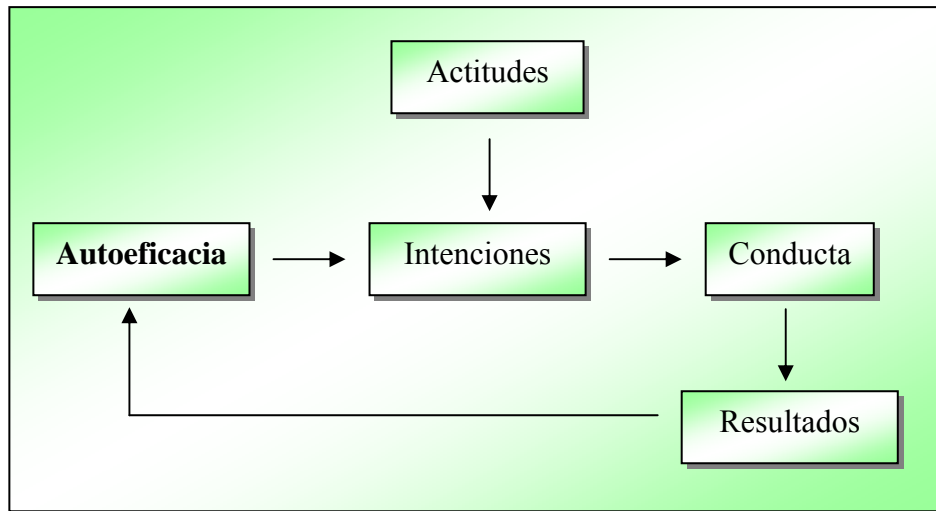 Actitudes
Autoeficacia
Intenciones
Conducta
Resultados